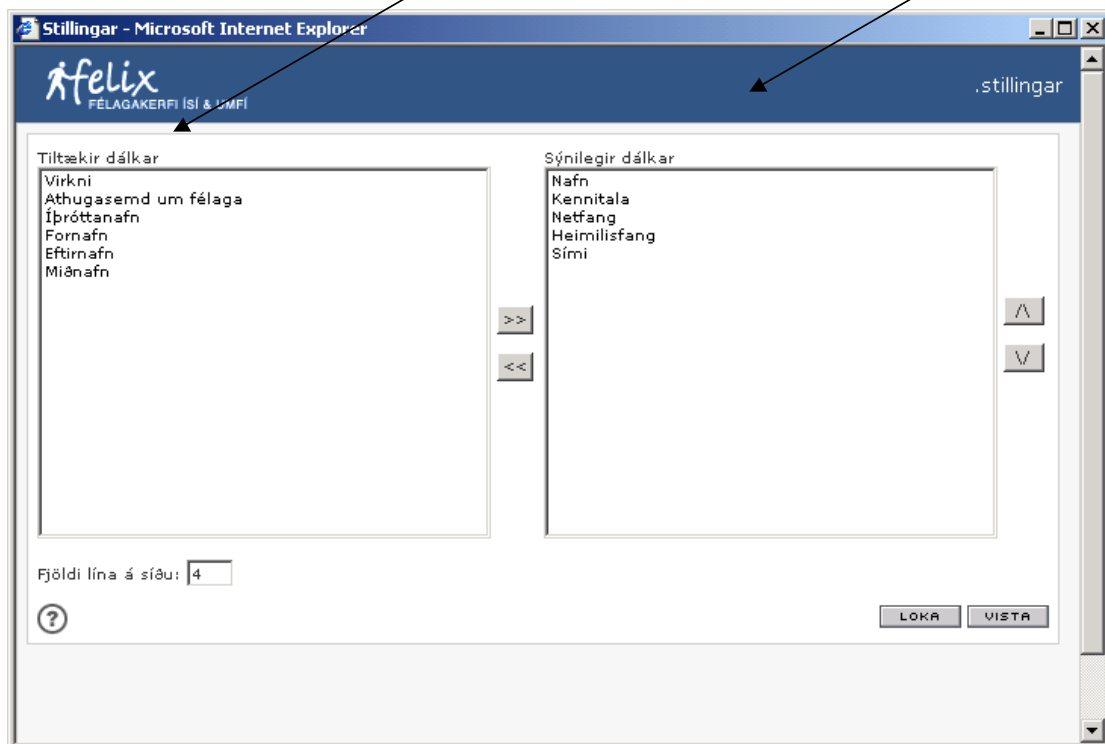 Stillingar - Microsoft Internet Explorer
felix
FÉLAGAKERFI ÍSÍ & UMFÍ
.stillingar
Tiltækir dálkar
Virkni
Athugasemd um félaga
Íþróttanafn
Fornafn
Eftirnafn
Miðnafn
>>
<<
Sýnilegir dálkar
Nafn
Kennitala
Netfang
Heimilisfang
Sími
/\
\/
Fjöldi lína á síðu: 4
?
LOKA VISTA